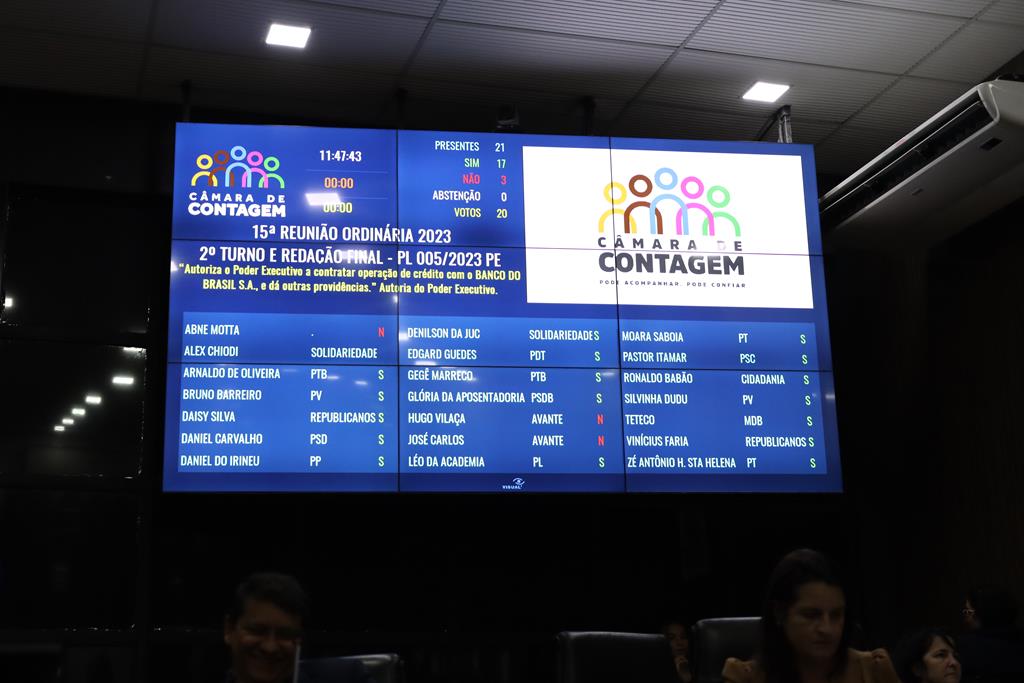 CÂMARA DE
CONTAGEM
11:47:43
00:00
00:00
PRESENTES 21
SIM 17
NÃO 3
ABSTENÇÃO 0
VOTOS 20
15ª REUNIÃO ORDINÁRIA 2023
2º TURNO E REDAÇÃO FINAL - PL 005/2023 PE
"Autoriza o Poder Executivo a contratar operação de crédito com o BANCO DO
BRASIL S.A., e dá outras providências." Autoria do Poder Executivo.
CÂMARA DE
CONTAGEM
PODE ACOMPANHAR. PODE CONFIAR
ABNE MOTTA . N
ALEX CHIODI SOLIDARIEDADE
ARNALDO DE OLIVEIRA PTB S
BRUNO BARREIRO PV S
DAISY SILVA REPUBLICANOS S
DANIEL CARVALHO PSD S
DANIEL DO IRINEU PP S
DENILSON DA JUC SOLIDARIEDADE S
EDGARD GUEDES PDT S
GEGÊ MARRECO PTB S
GLÓRIA DA APOSENTADORIA PSDB S
HUGO VILAÇA AVANTE N
JOSÉ CARLOS AVANTE N
LÉO DA ACADEMIA PL S
MOARA SABOIA PT S
PASTOR ITAMAR PSC S
RONALDO BABÃO CIDADANIA S
SILVINHA DUDU PV S
TETECO MDB S
VINÍCIUS FARIA REPUBLICANOS S
ZÉ ANTÔNIO H. STA HELENA PT S
VISUAL